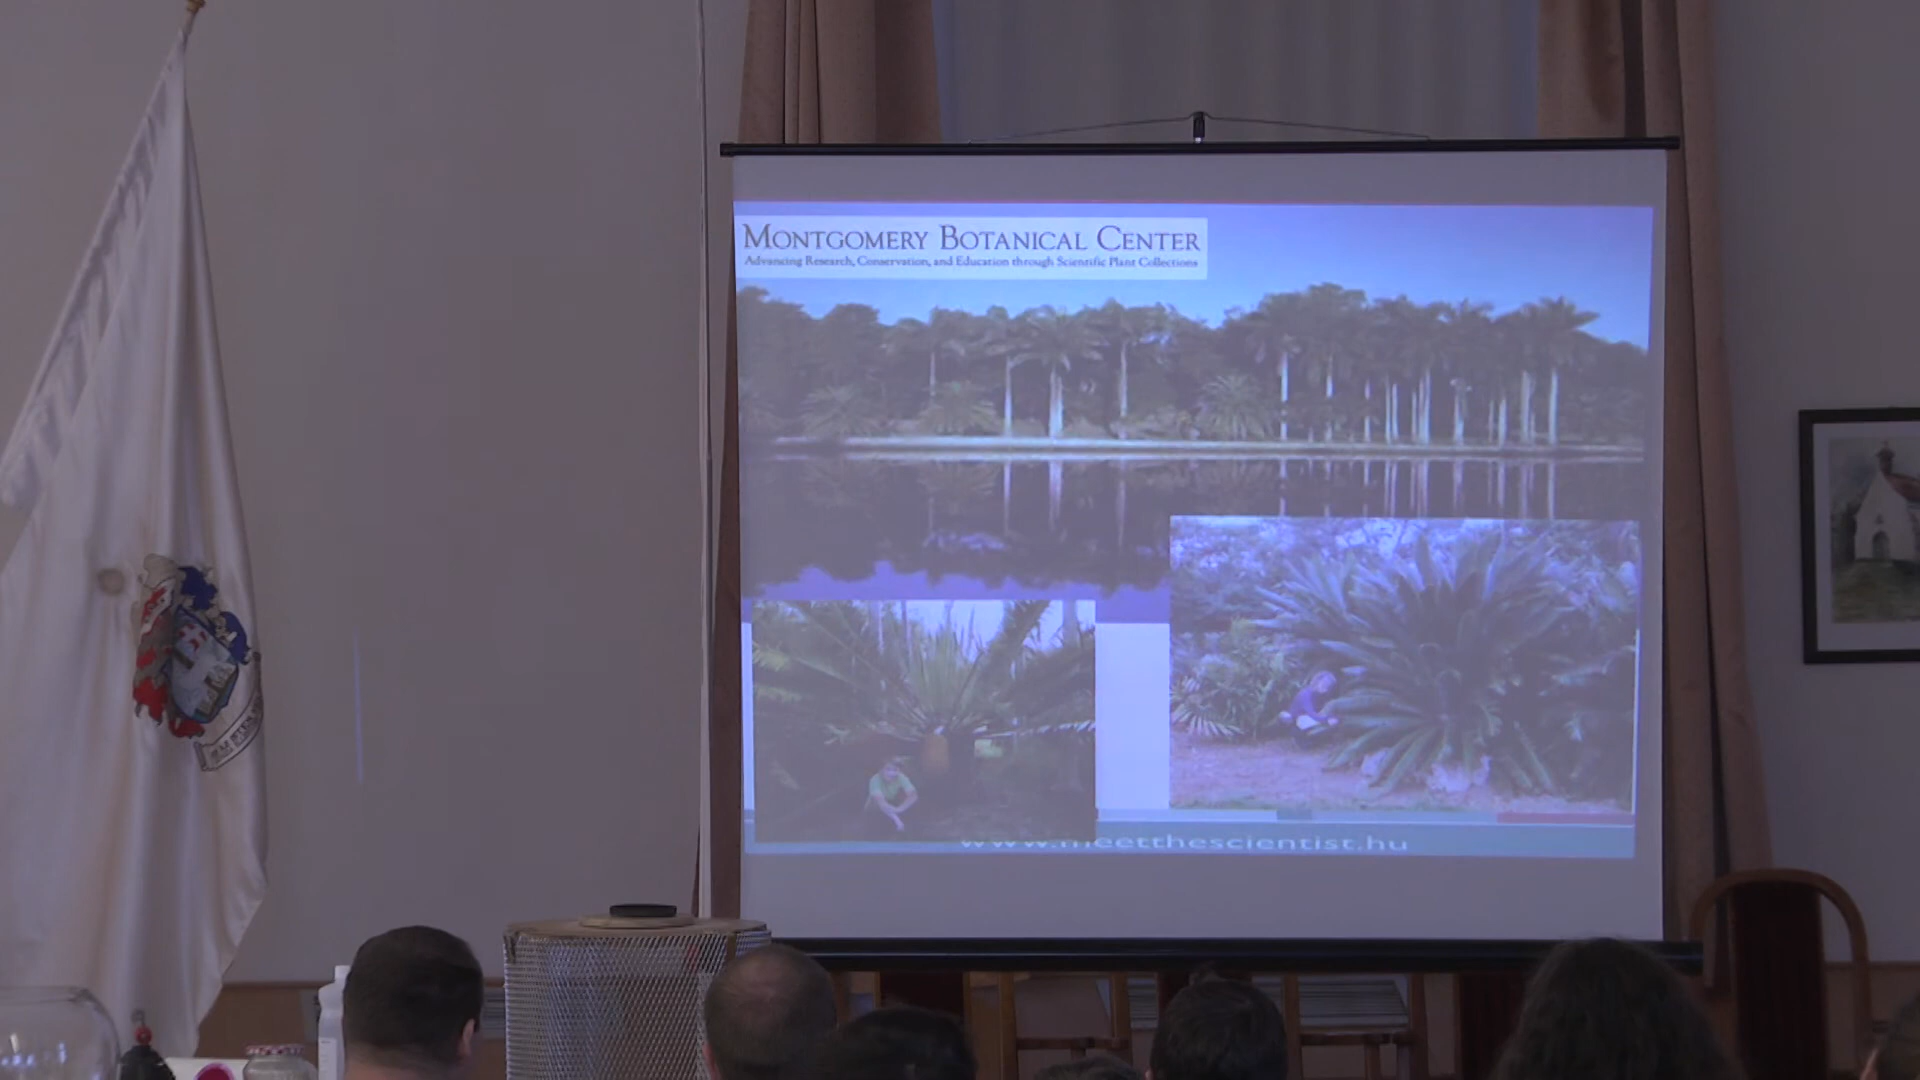 MONTGOMERY BOTANICAL CENTER
Advancing Research, Conservation, and Education through Scientific Plant Collections
www.meetthescientist.hu